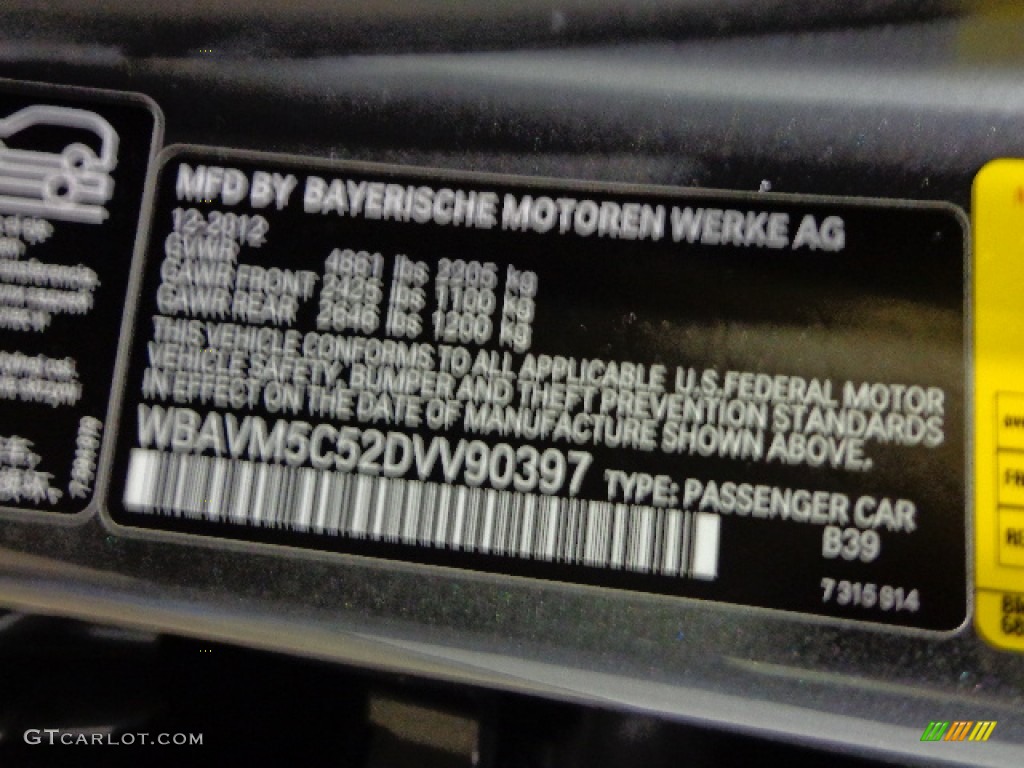 MFD BY BAYERISCHE MOTOREN WERKE AG
12-2012
GVWR 4861 lbs 2205 kg
GAWR FRONT 2425 lbs 1100 kg
GAWR REAR 2646 lbs 1200 kg
THIS VEHICLE CONFORMS TO ALL APPLICABLE U.S.FEDERAL MOTOR
VEHICLE SAFETY, BUMPER AND THEFT PREVENTION STANDARDS
IN EFFECT ON THE DATE OF MANUFACTURE SHOWN ABOVE.
WBAVM5C52DVV90397 TYPE: PASSENGER CAR
B39
7 315 914
GTCARLOT.COM